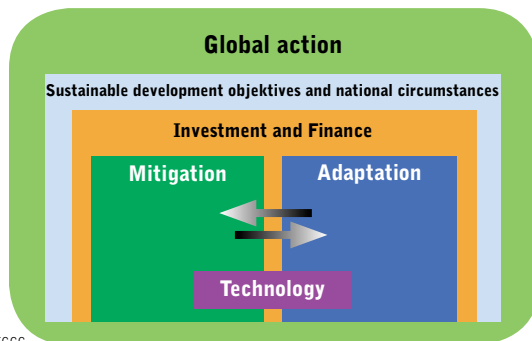 Global action
Sustainable development objektives and national circumstances
Investment and Finance
Mitigation
Adaptation
Technology